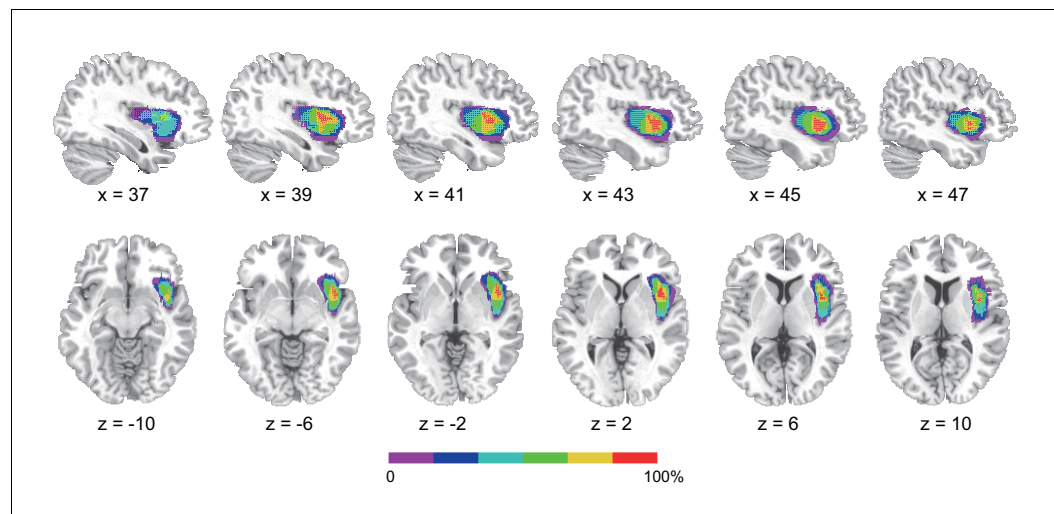 x = 37 x = 39 x = 41 x = 43 x = 45 x = 47
z = -10 z = -6 z = -2 z = 2 z = 6 z = 10
0 100%